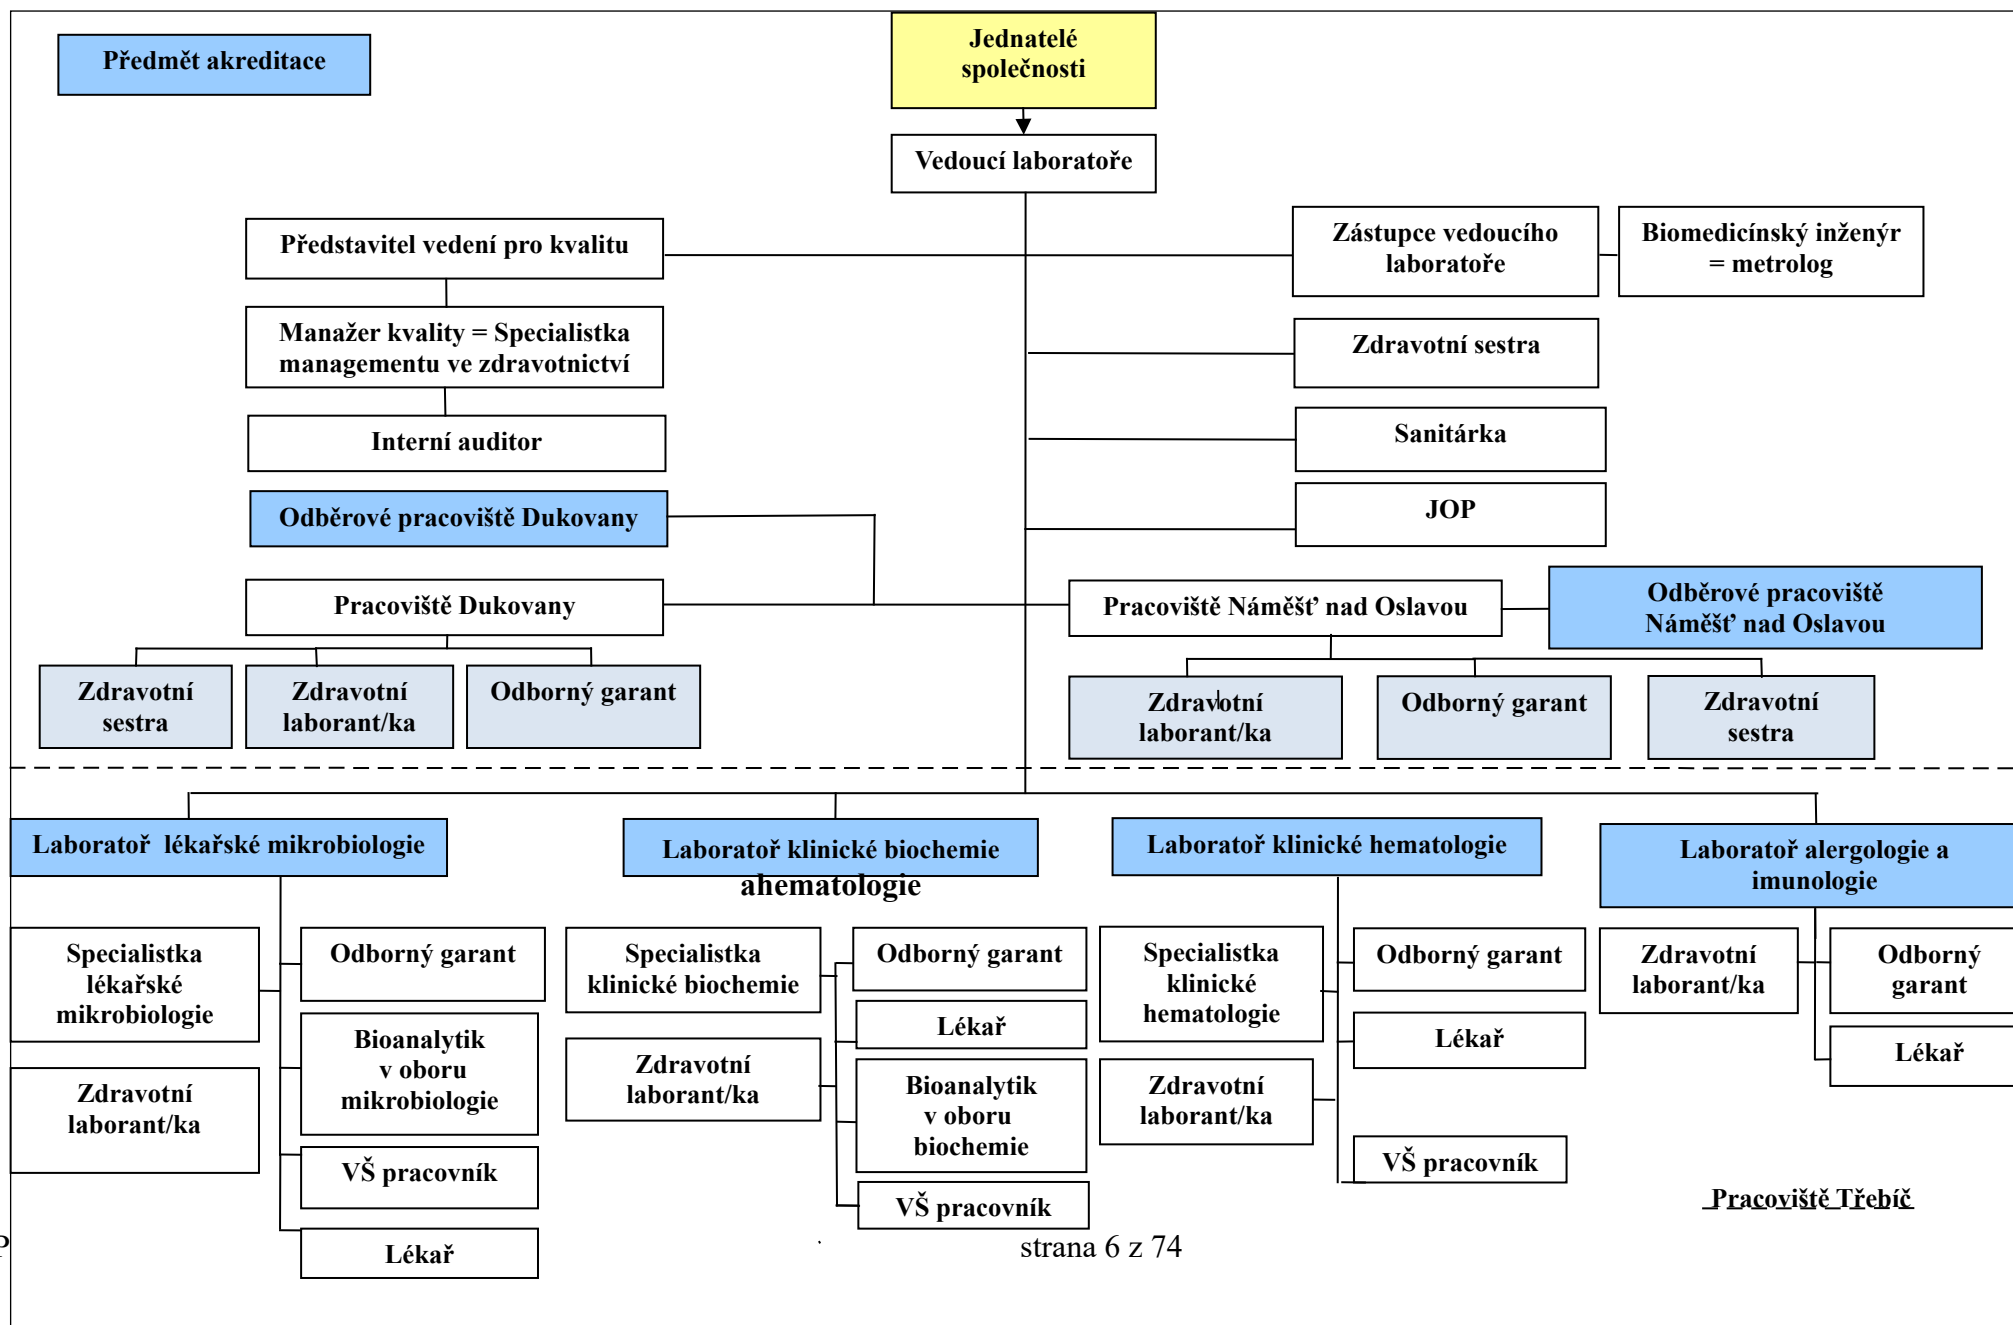 Předmět akreditace
Jednatelé
společnosti
Vedoucí laboratoře
Představitel vedení pro kvalitu
Zástupce vedoucího
laboratoře
Biomedicínský inženýr
= metrolog
Manažer kvality = Specialistka
managementu ve zdravotnictví
Zdravotní sestra
Interní auditor
Sanitárka
Odběrové pracoviště Dukovany
JOP
Pracoviště Dukovany
Pracoviště Náměšť nad Oslavou
Odběrové pracoviště
Náměšť nad Oslavou
Zdravotní
sestra
Zdravotní
laborant/ka
Odborný garant
Zdravotní
laborant/ka
Odborný garant
Zdravotní
sestra
Laboratoř lékařské mikrobiologie
Laboratoř klinické biochemie
ahematologie
Laboratoř klinické hematologie
Laboratoř alergologie a
imunologie
Specialistka
lékařské
mikrobiologie
Odborný garant
Bioanalytik
v oboru
mikrobiologie
Zdravotní
laborant/ka
VŠ pracovník
Lékař
Specialistka
klinické biochemie
Odborný garant
Lékař
Zdravotní
laborant/ka
Bioanalytik
v oboru
biochemie
VŠ pracovník
Specialistka
klinické
hematologie
Odborný garant
Lékař
Zdravotní
laborant/ka
VŠ pracovník
Zdravotní
laborant/ka
Odborný
garant
Lékař
Pracoviště Třebíč
strana 6 z 74